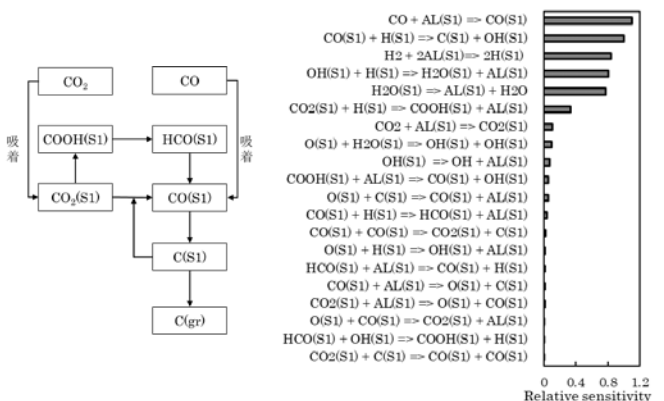 CO₂
CO
吸着
吸着
COOH(S1)
HCO(S1)
CO₂(S1)
CO(S1)
C(S1)
C(gr)
CO + AL(S1) => CO(S1)
CO(S1) + H(S1) => C(S1) + OH(S1)
H2 + 2AL(S1)=> 2H(S1)
OH(S1) + H(S1) => H2O(S1) + AL(S1)
H2O(S1) => AL(S1) + H2O
CO2(S1) + H(S1) => COOH(S1) + AL(S1)
CO2 + AL(S1) => CO2(S1)
O(S1) + H2O(S1) => OH(S1) + OH(S1)
OH(S1) => OH + AL(S1)
COOH(S1) + AL(S1) => CO(S1) + OH(S1)
O(S1) + C(S1) => CO(S1) + AL(S1)
CO(S1) + H(S1) => HCO(S1) + AL(S1)
CO(S1) + CO(S1) => CO2(S1) + C(S1)
O(S1) + H(S1) => OH(S1) + AL(S1)
HCO(S1) + AL(S1) => CO(S1) + H(S1)
CO(S1) + AL(S1) => O(S1) + C(S1)
CO2(S1) + AL(S1) => O(S1) + CO(S1)
O(S1) + CO(S1) => CO2(S1) + AL(S1)
HCO(S1) + OH(S1) => COOH(S1) + H(S1)
CO2(S1) + C(S1) => CO(S1) + CO(S1)
0 0.4 0.8 1.2
Relative sensitivity